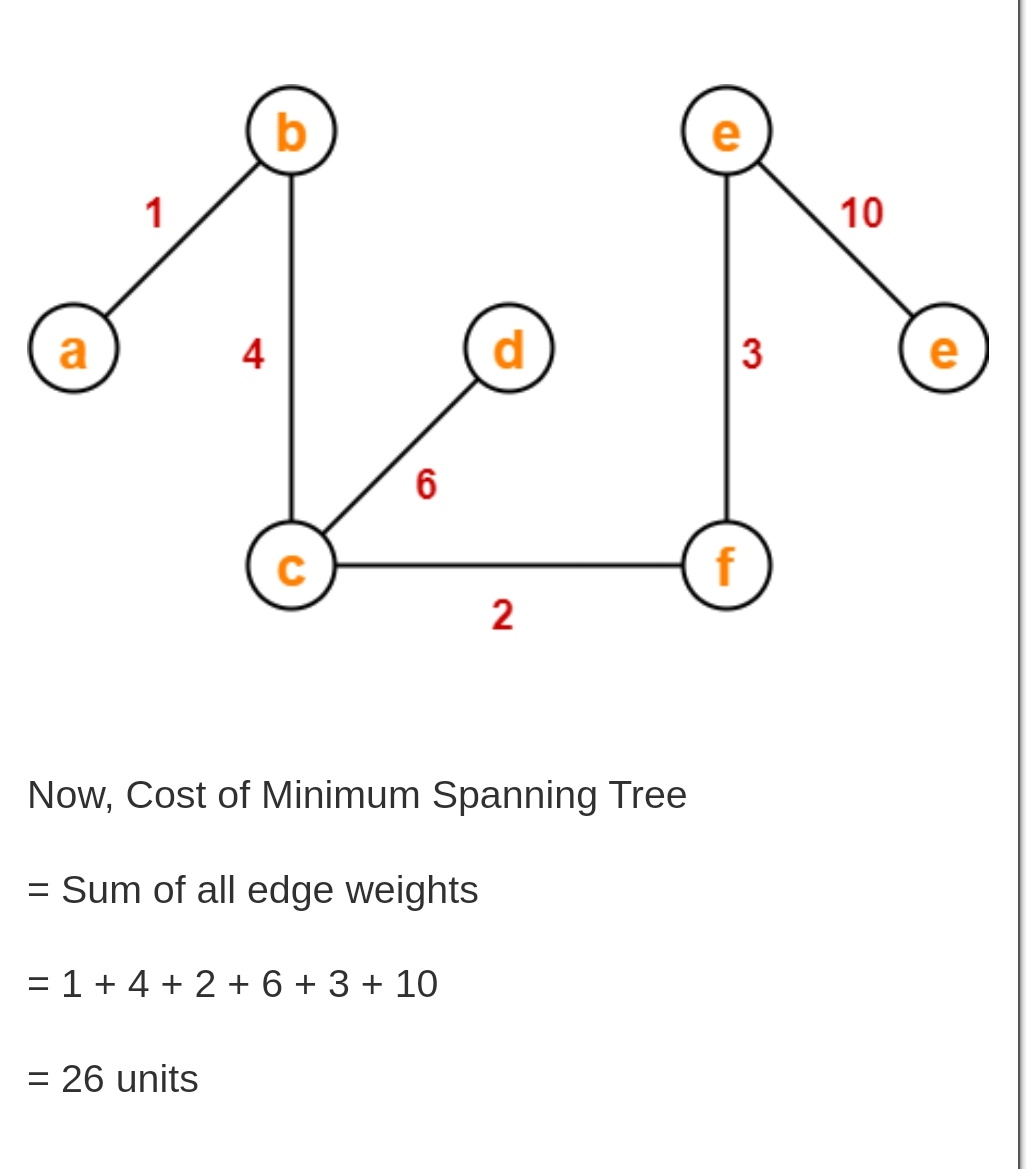 b e
1 10
a d e
4 3
6
c f
2
Now, Cost of Minimum Spanning Tree
= Sum of all edge weights
= 1 + 4 + 2 + 6 + 3 + 10
= 26 units